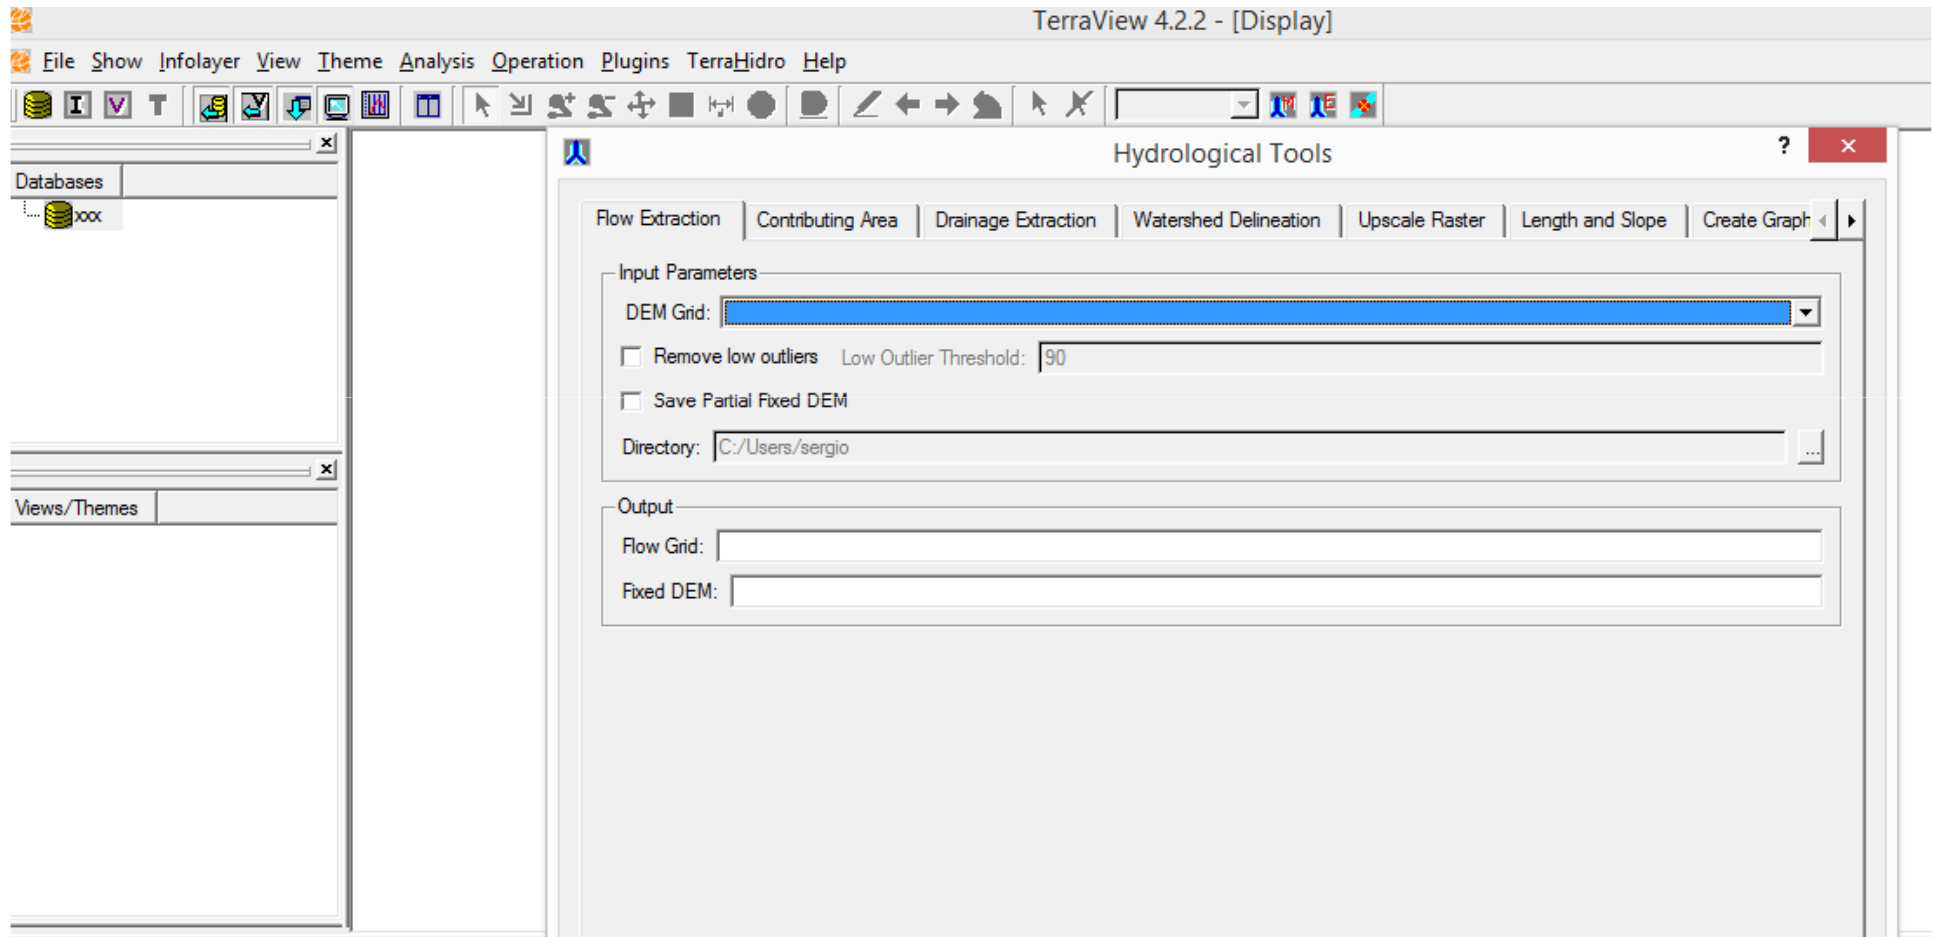 TerraView 4.2.2 - [Display]
File Show Infolayer View Theme Analysis Operation Plugins TerraHidro Help
Databases
xxx
Views/Themes
Hydrological Tools
?
Flow Extraction Contributing Area Drainage Extraction Watershed Delineation Upscale Raster Length and Slope Create Graph
Input Parameters
DEM Grid:
Remove low outliers Low Outlier Threshold: 90
Save Partial Fixed DEM
Directory: C:/Users/sergio ...
Output
Flow Grid:
Fixed DEM: